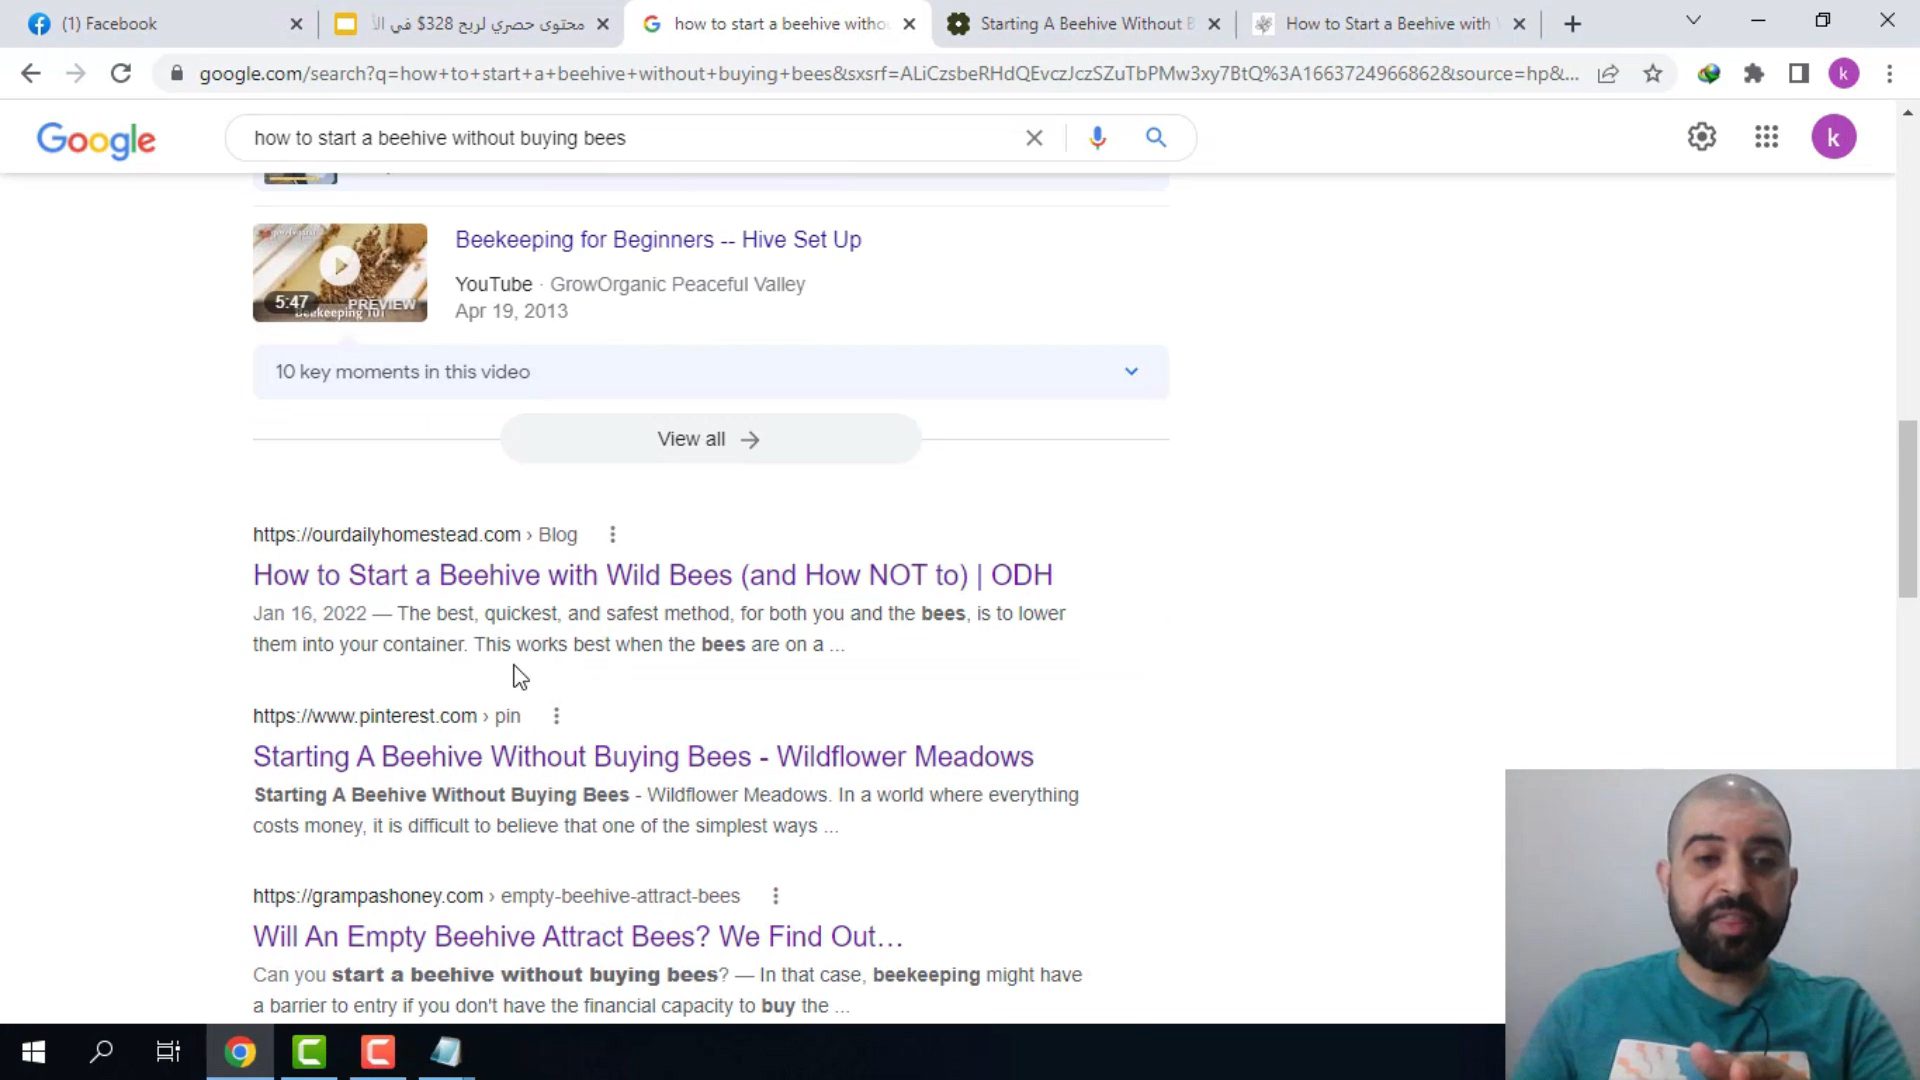 (1) Facebook
محتوى حصري لربح 328$ في الأ
how to start a beehive witho
Starting A Beehive Without B
How to Start a Beehive with
google.com/search?q=how+to+start+a+beehive+without+buying+bees&sxsrf=ALiCzsbeRHdQEvczJczSZuTbPMw3xy7BtQ%3A1663724966862&source=hp&...
k
Google
how to start a beehive without buying bees
k
Beekeeping for Beginners -- Hive Set Up
YouTube · GrowOrganic Peaceful Valley
Apr 19, 2013
5:47
PREVIEW
Beekeeping 101
10 key moments in this video
View all
https://ourdailyhomestead.com › Blog
How to Start a Beehive with Wild Bees (and How NOT to) | ODH
Jan 16, 2022 — The best, quickest, and safest method, for both you and the bees, is to lower
them into your container. This works best when the bees are on a ...
https://www.pinterest.com › pin
Starting A Beehive Without Buying Bees - Wildflower Meadows
Starting A Beehive Without Buying Bees - Wildflower Meadows. In a world where everything
costs money, it is difficult to believe that one of the simplest ways ...
https://grampashoney.com › empty-beehive-attract-bees
Will An Empty Beehive Attract Bees? We Find Out...
Can you start a beehive without buying bees? — In that case, beekeeping might have
a barrier to entry if you don't have the financial capacity to buy the ...